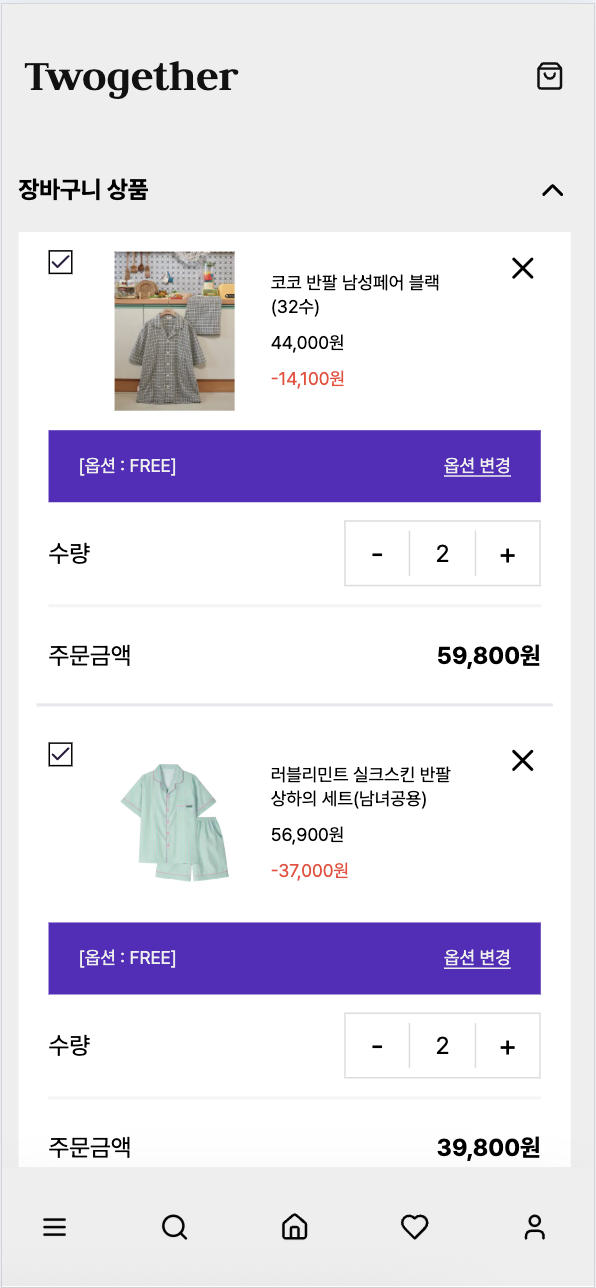 Twogether
장바구니 상품
코코 반팔 남성페어 블랙
(32수)
44,000원
-14,100원
[옵션 : FREE]
옵션 변경
수량
- 2 +
주문금액
59,800원
러블리민트 실크스킨 반팔
상하의 세트(남녀공용)
56,900원
-37,000원
[옵션 : FREE]
옵션 변경
수량
- 2 +
주문금액
39,800원